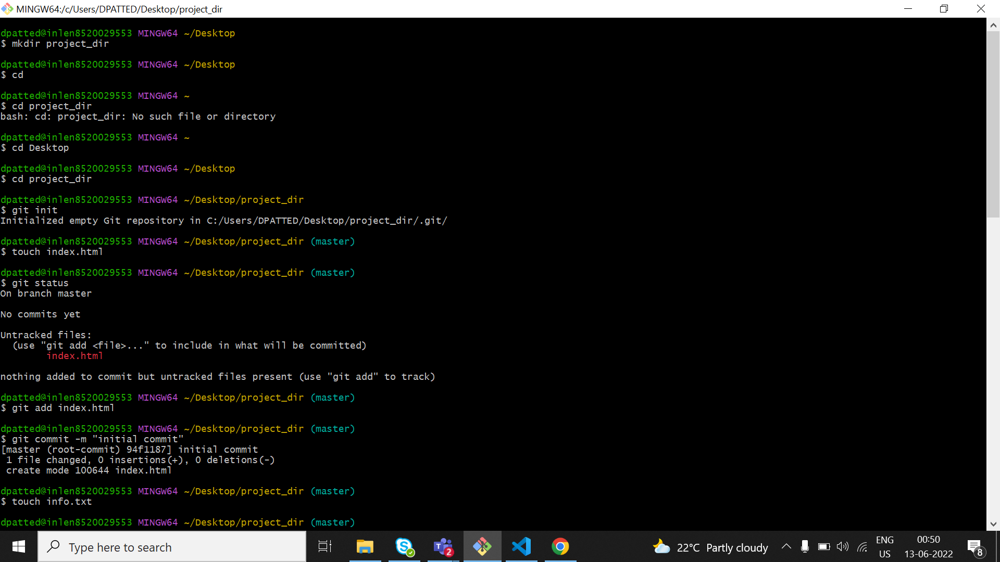 MINGW64:/c/Users/DPATTED/Desktop/project_dir
dpatted@inlen8520029553 MINGW64 ~/Desktop
$ mkdir project_dir
dpatted@inlen8520029553 MINGW64 ~/Desktop
$ cd
dpatted@inlen8520029553 MINGW64 ~
$ cd project_dir
bash: cd: project_dir: No such file or directory
dpatted@inlen8520029553 MINGW64 ~
$ cd Desktop
dpatted@inlen8520029553 MINGW64 ~/Desktop
$ cd project_dir
dpatted@inlen8520029553 MINGW64 ~/Desktop/project_dir
$ git init
Initialized empty Git repository in C:/Users/DPATTED/Desktop/project_dir/.git/
dpatted@inlen8520029553 MINGW64 ~/Desktop/project_dir (master)
$ touch index.html
dpatted@inlen8520029553 MINGW64 ~/Desktop/project_dir (master)
$ git status
On branch master
No commits yet
Untracked files:
  (use "git add <file>..." to include in what will be committed)
        index.html
nothing added to commit but untracked files present (use "git add" to track)
dpatted@inlen8520029553 MINGW64 ~/Desktop/project_dir (master)
$ git add index.html
dpatted@inlen8520029553 MINGW64 ~/Desktop/project_dir (master)
$ git commit -m "initial commit"
[master (root-commit) 94f1187] initial commit
 1 file changed, 0 insertions(+), 0 deletions(-)
 create mode 100644 index.html
dpatted@inlen8520029553 MINGW64 ~/Desktop/project_dir (master)
$ touch info.txt
dpatted@inlen8520029553 MINGW64 ~/Desktop/project_dir (master)
Type here to search
S
T
2
22°C Partly cloudy
ENG
US
00:50
13-06-2022
8